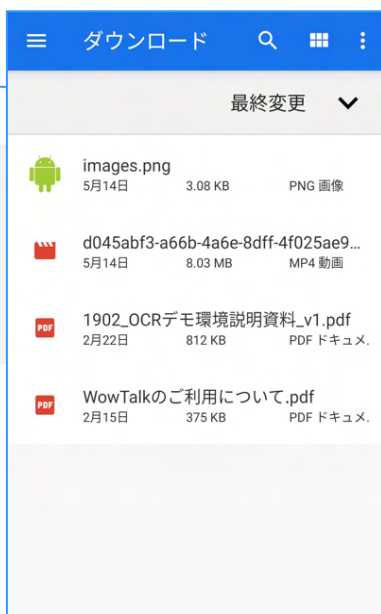 ダウンロード
最終変更
images.png
5月14日 3.08 KB PNG 画像
d045abf3-a66b-4a6e-8dff-4f025ae9...
5月14日 8.03 MB MP4 動画
PDF 1902_OCRデモ環境説明資料_v1.pdf
2月22日 812 KB PDF ドキュメ.
PDF WowTalkのご利用について.pdf
2月15日 375 KB PDF ドキュメ.